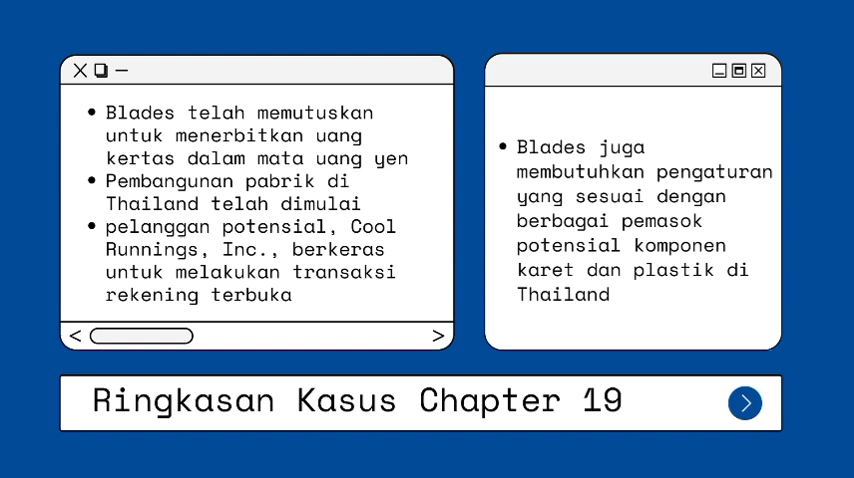 Blades telah memutuskan
untuk menerbitkan uang
kertas dalam mata uang yen
Pembangunan pabrik di
Thailand telah dimulai
pelanggan potensial, Cool
Runnings, Inc., berkeras
untuk melakukan transaksi
rekening terbuka
Blades juga
membutuhkan pengaturan
yang sesuai dengan
berbagai pemasok
potensial komponen
karet dan plastik di
Thailand
Ringkasan Kasus Chapter 19